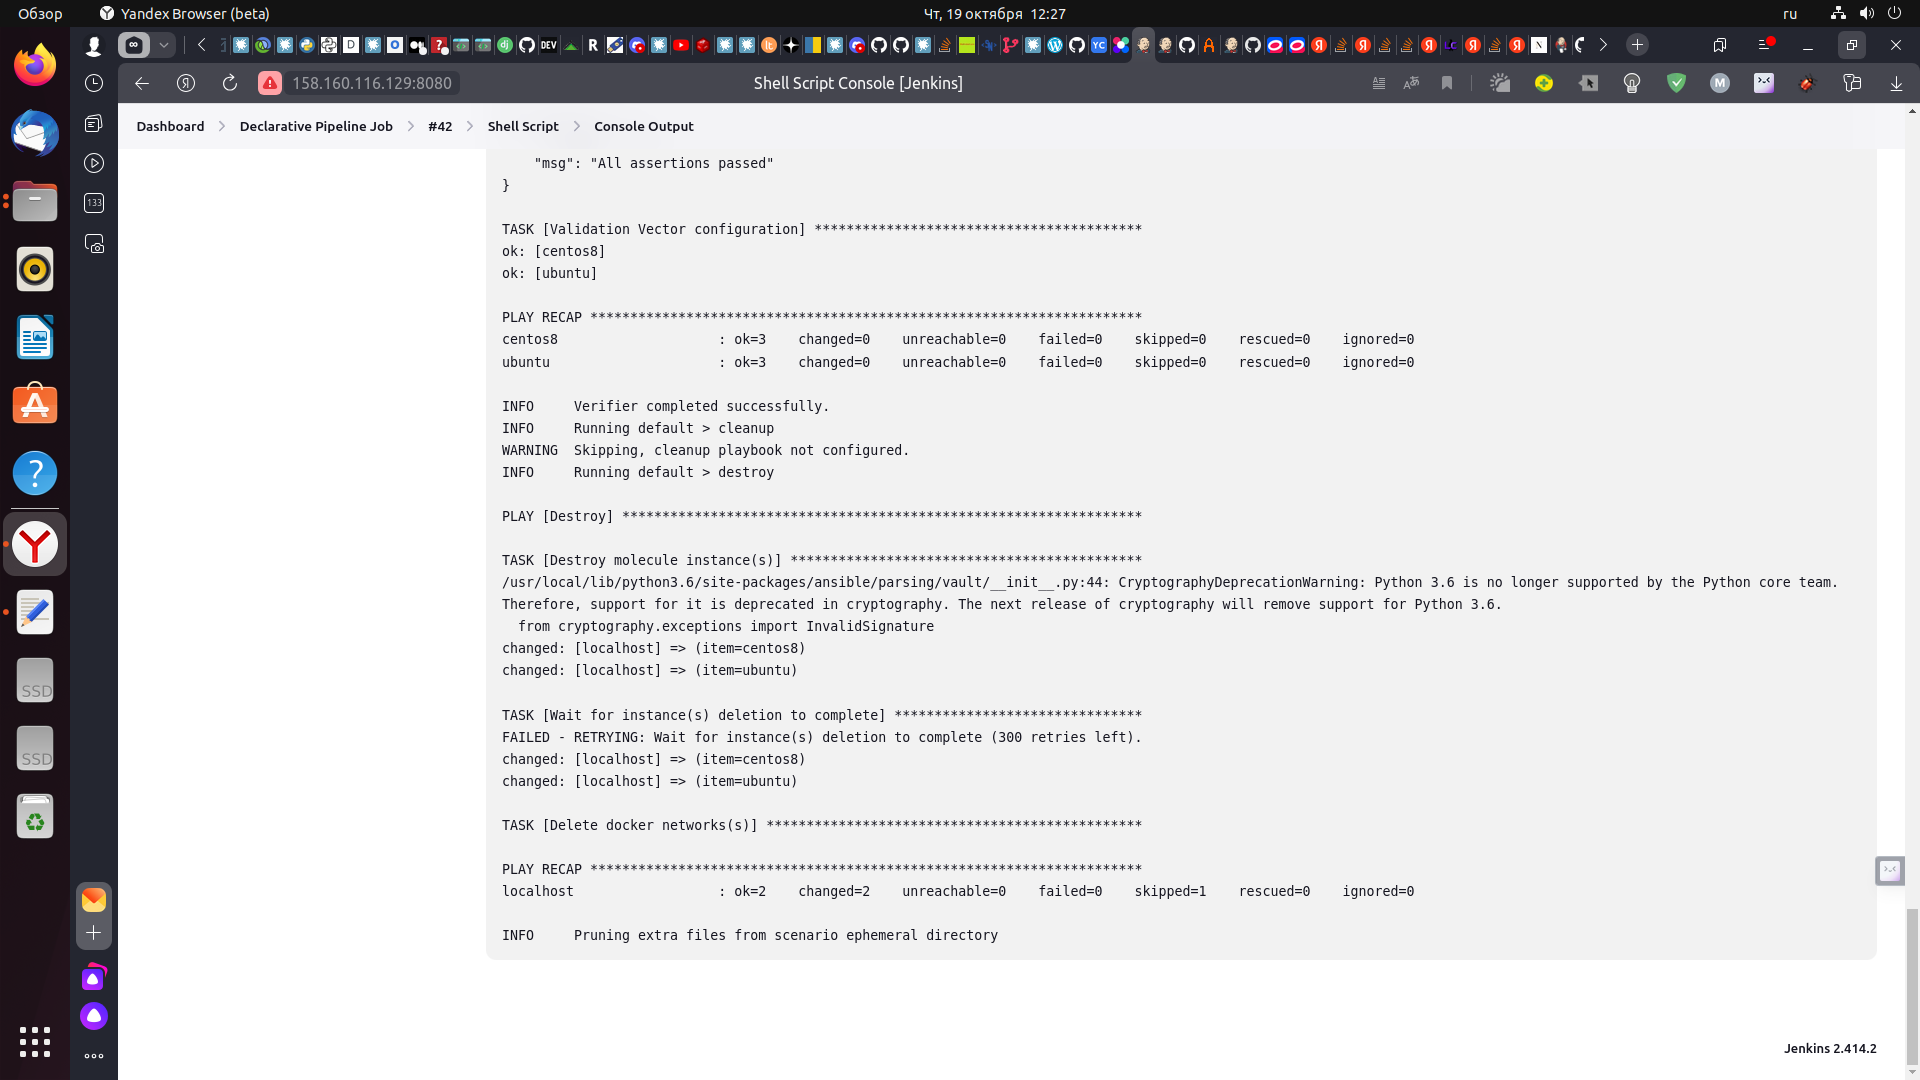 Обзор
Yandex Browser (beta)
Чт, 19 октября 12:27
ru
158.160.116.129:8080
Shell Script Console [Jenkins]
Dashboard
Declarative Pipeline Job
#42
Shell Script
Console Output
133
"msg": "All assertions passed"
}
TASK [Validation Vector configuration] *****************************************
ok: [centos8]
ok: [ubuntu]
PLAY RECAP *********************************************************************
centos8                    : ok=3    changed=0    unreachable=0    failed=0    skipped=0    rescued=0    ignored=0
ubuntu                     : ok=3    changed=0    unreachable=0    failed=0    skipped=0    rescued=0    ignored=0
INFO     Verifier completed successfully.
INFO     Running default > cleanup
WARNING  Skipping, cleanup playbook not configured.
INFO     Running default > destroy
PLAY [Destroy] *****************************************************************
TASK [Destroy molecule instance(s)] ********************************************
/usr/local/lib/python3.6/site-packages/ansible/parsing/vault/__init__.py:44: CryptographyDeprecationWarning: Python 3.6 is no longer supported by the Python core team.
Therefore, support for it is deprecated in cryptography. The next release of cryptography will remove support for Python 3.6.
from cryptography.exceptions import InvalidSignature
changed: [localhost] => (item=centos8)
changed: [localhost] => (item=ubuntu)
TASK [Wait for instance(s) deletion to complete] *******************************
FAILED - RETRYING: Wait for instance(s) deletion to complete (300 retries left).
changed: [localhost] => (item=centos8)
changed: [localhost] => (item=ubuntu)
TASK [Delete docker networks(s)] ***********************************************
PLAY RECAP *********************************************************************
localhost                  : ok=2    changed=2    unreachable=0    failed=0    skipped=1    rescued=0    ignored=0
INFO     Pruning extra files from scenario ephemeral directory
SSD
SSD
Jenkins 2.414.2